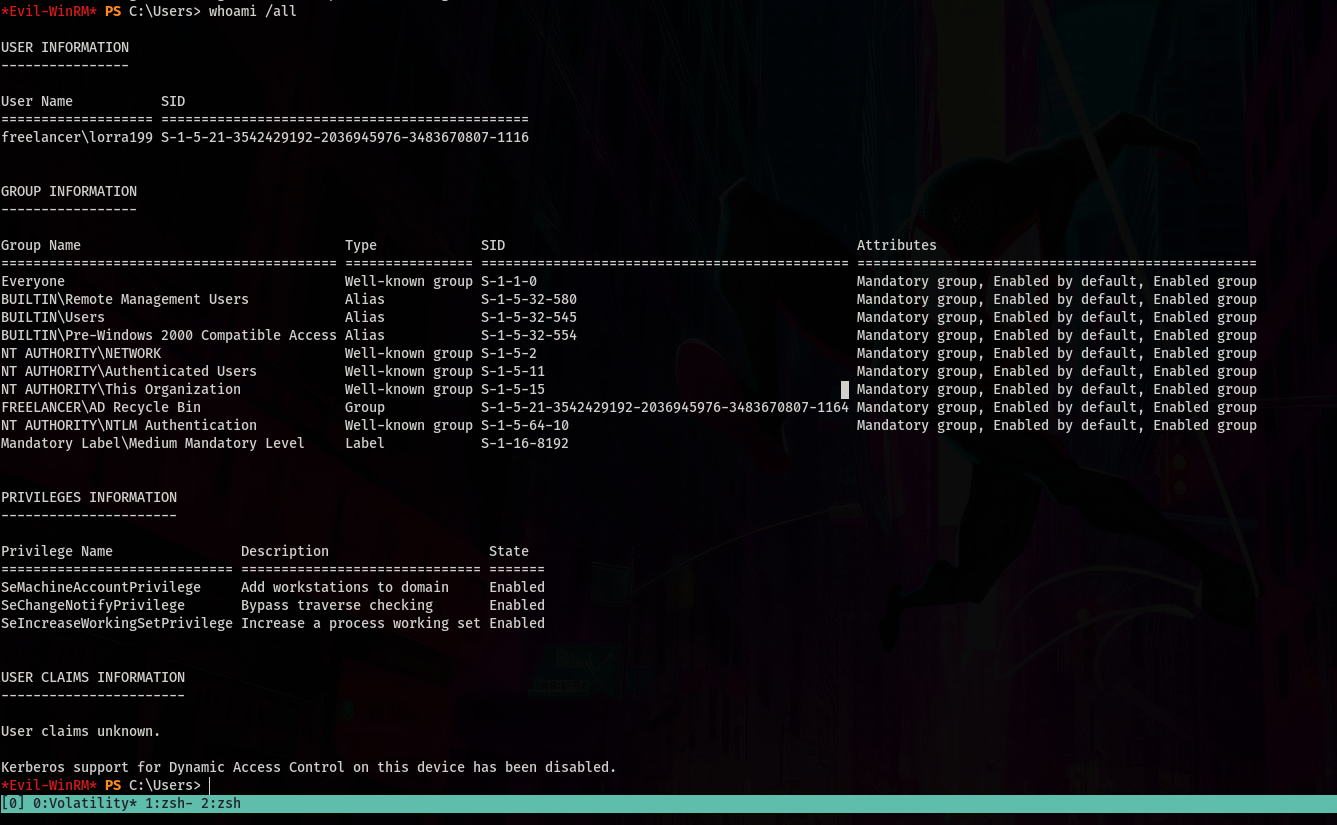 *Evil-WinRM* PS C:\Users> whoami /all
USER INFORMATION
----------------
User Name           SID
=================== ==============================================
freelancer\lorra199 S-1-5-21-3542429192-2036945976-3483670807-1116
GROUP INFORMATION
-----------------
Group Name                                 Type             SID                                            Attributes
========================================== ================ ============================================== ==================================================
Everyone                                   Well-known group S-1-1-0                                        Mandatory group, Enabled by default, Enabled group
BUILTIN\Remote Management Users            Alias            S-1-5-32-580                                   Mandatory group, Enabled by default, Enabled group
BUILTIN\Users                              Alias            S-1-5-32-545                                   Mandatory group, Enabled by default, Enabled group
BUILTIN\Pre-Windows 2000 Compatible Access Alias            S-1-5-32-554                                   Mandatory group, Enabled by default, Enabled group
NT AUTHORITY\NETWORK                       Well-known group S-1-5-2                                        Mandatory group, Enabled by default, Enabled group
NT AUTHORITY\Authenticated Users           Well-known group S-1-5-11                                       Mandatory group, Enabled by default, Enabled group
NT AUTHORITY\This Organization             Well-known group S-1-5-15                                       Mandatory group, Enabled by default, Enabled group
FREELANCER\AD Recycle Bin                  Group            S-1-5-21-3542429192-2036945976-3483670807-1164 Mandatory group, Enabled by default, Enabled group
NT AUTHORITY\NTLM Authentication           Well-known group S-1-5-64-10                                    Mandatory group, Enabled by default, Enabled group
Mandatory Label\Medium Mandatory Level     Label            S-1-16-8192
PRIVILEGES INFORMATION
----------------------
Privilege Name                Description                    State
============================= ============================== =======
SeMachineAccountPrivilege     Add workstations to domain     Enabled
SeChangeNotifyPrivilege       Bypass traverse checking       Enabled
SeIncreaseWorkingSetPrivilege Increase a process working set Enabled
USER CLAIMS INFORMATION
-----------------------
User claims unknown.
Kerberos support for Dynamic Access Control on this device has been disabled.
*Evil-WinRM* PS C:\Users>
[0] 0:Volatility* 1:zsh- 2:zsh